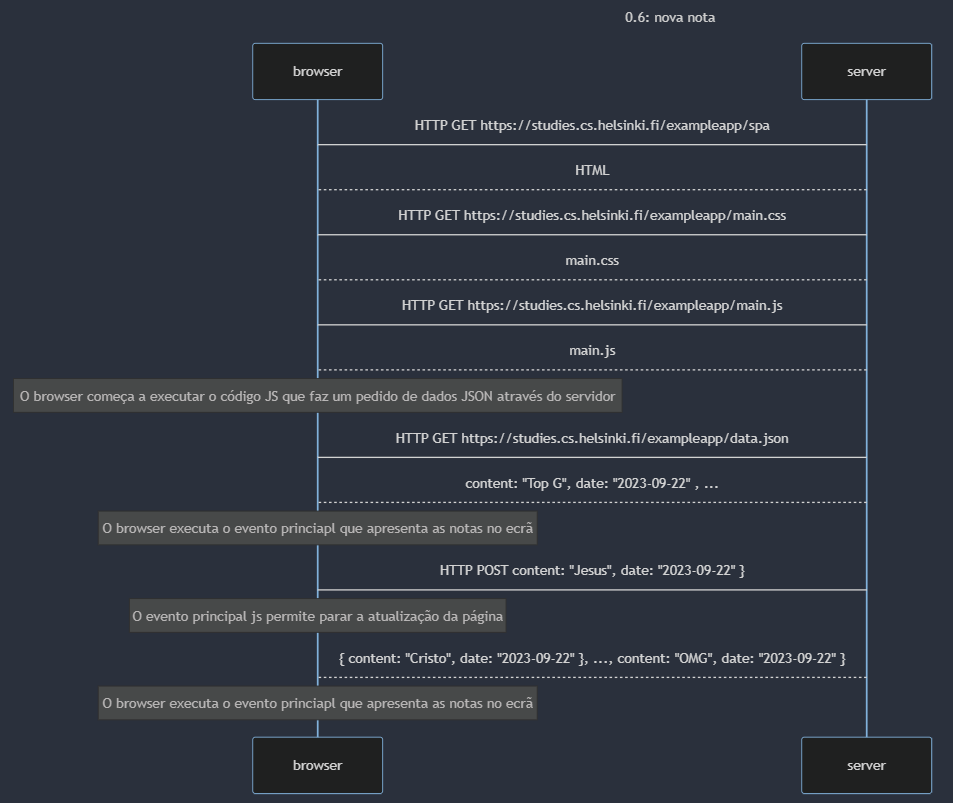 0.6: nova nota
browser
server
HTTP GET https://studies.cs.helsinki.fi/exampleapp/spa
HTML
HTTP GET https://studies.cs.helsinki.fi/exampleapp/main.css
main.css
HTTP GET https://studies.cs.helsinki.fi/exampleapp/main.js
main.js
O browser começa a executar o código JS que faz um pedido de dados JSON através do servidor
HTTP GET https://studies.cs.helsinki.fi/exampleapp/data.json
content: "Top G", date: "2023-09-22" , ...
O browser executa o evento princiapl que apresenta as notas no ecrã
HTTP POST content: "Jesus", date: "2023-09-22" }
O evento principal js permite parar a atualização da página
{ content: "Cristo", date: "2023-09-22" }, ..., content: "OMG", date: "2023-09-22" }
O browser executa o evento princiapl que apresenta as notas no ecrã
browser
server